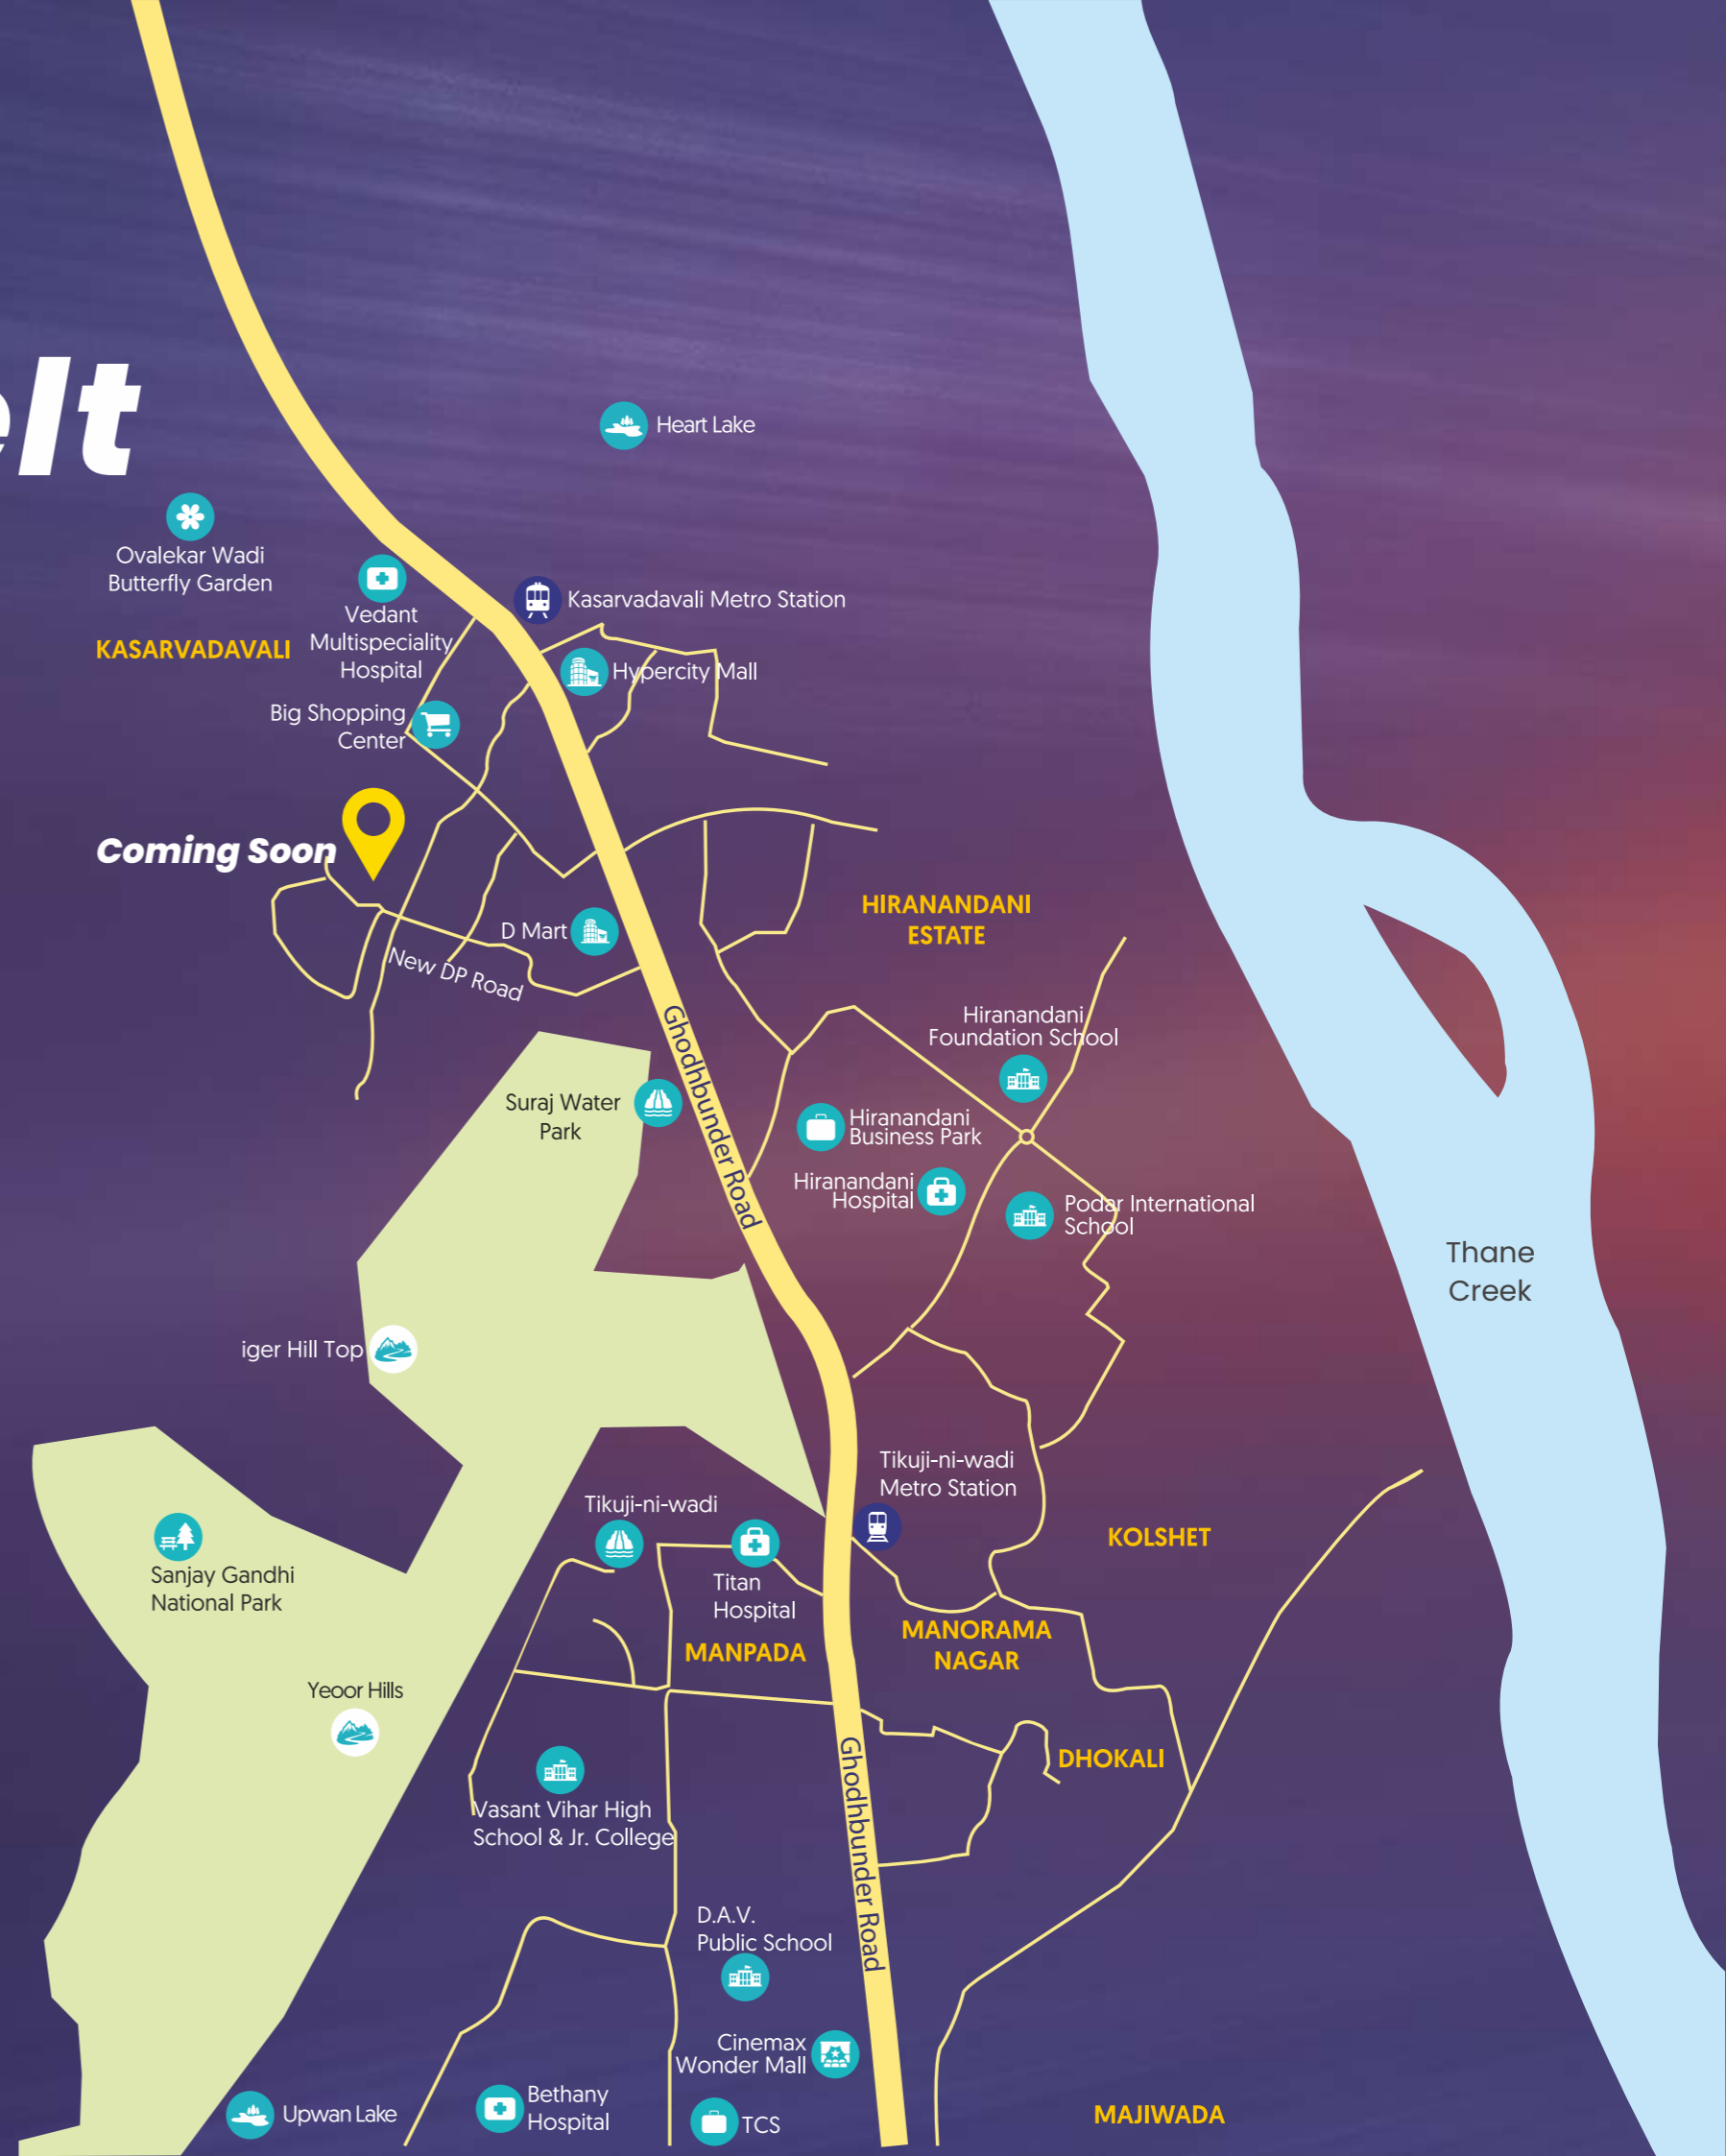 elt
Heart Lake
Ovalekar Wadi
Butterfly Garden
Vedant
Multispeciality
Hospital
Kasarvadavali Metro Station
KASARVADAVALI
Hypercity Mall
Big Shopping
Center
Coming Soon
HIRANANDANI
ESTATE
D Mart
New DP Road
Ghodhbunder Road
Hiranandani
Foundation School
Suraj Water
Park
Hiranandani
Business Park
Hiranandani
Hospital
Podar International
School
Thane
Creek
iger Hill Top
Tikuji-ni-wadi
Metro Station
Tikuji-ni-wadi
KOLSHET
Sanjay Gandhi
National Park
Titan
Hospital
MANPADA
MANORAMA
NAGAR
Yeoor Hills
DHOKALI
Ghodhbunder Road
Vasant Vihar High
School & Jr. College
D.A.V.
Public School
Cinemax
Wonder Mall
Upwan Lake
Bethany
Hospital
TCS
MAJIWADA